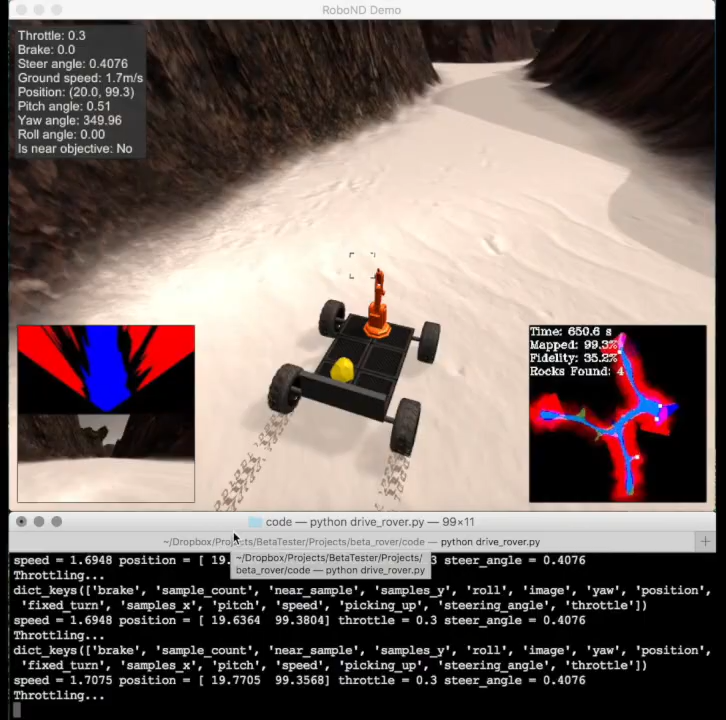 RoboND Demo
Throttle: 0.3
Brake: 0.0
Steer angle: 0.4076
Ground speed: 1.7m/s
Position: (20.0, 99.3)
Pitch angle: 0.51
Yaw angle: 349.96
Roll angle: 0.00
Is near objective: No
Time: 650.6 s
Mapped: 99.3%
Fidelity: 35.2%
Rocks Found: 4
code — python drive_rover.py — 99×11
~/Dropbox/Projects/BetaTester/Projects/beta_rover/code — python drive_rover.py
+
~/Dropbox/Projects/BetaTester/Projects/
beta_rover/code — python drive_rover.py
speed = 1.6948 position = [ 19. 3 steer_angle = 0.4076
Throttling...
dict_keys(['brake', 'sample_count', 'near_sample', 'samples_y', 'roll', 'image', 'yaw', 'position',
'fixed_turn', 'samples_x', 'pitch', 'speed', 'picking_up', 'steering_angle', 'throttle'])
speed = 1.6948 position = [ 19.6364 99.3804] throttle = 0.3 steer_angle = 0.4076
Throttling...
dict_keys(['brake', 'sample_count', 'near_sample', 'samples_y', 'roll', 'image', 'yaw', 'position',
'fixed_turn', 'samples_x', 'pitch', 'speed', 'picking_up', 'steering_angle', 'throttle'])
speed = 1.7075 position = [ 19.7705 99.3568] throttle = 0.3 steer_angle = 0.4076
Throttling...